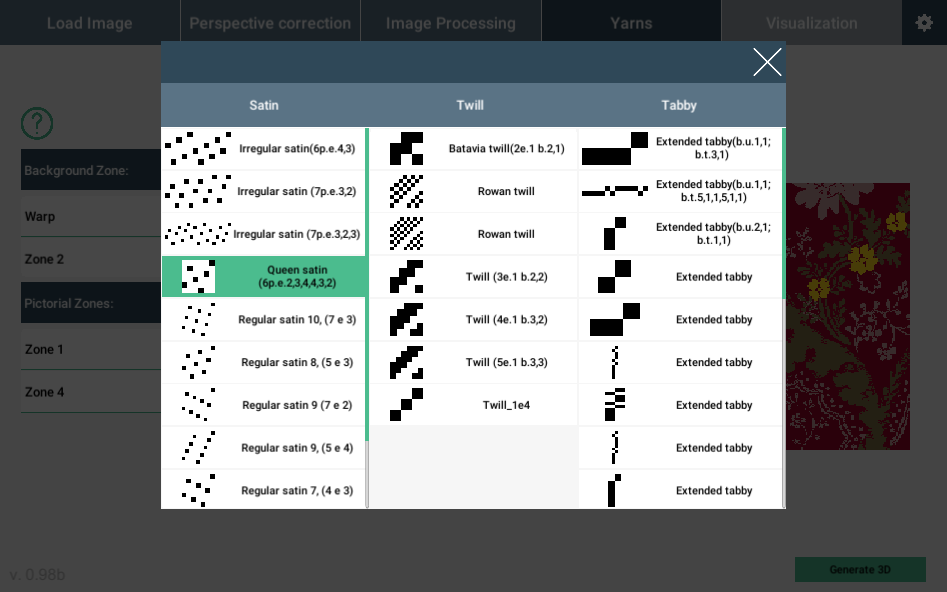 Load Image
Perspective correction
Image Processing
Yarns
Visualization
Satin
Twill
Tabby
?
Background Zone:
Warp
Zone 2
Pictorial Zones:
Zone 1
Zone 4
Irregular satin(6p.e.4,3)
Irregular satin (7p.e.3,2)
Irregular satin (7p.e.3,2,3)
Queen satin
(6p.e.2,3,4,4,3,2)
Regular satin 10, (7 e 3)
Regular satin 8, (5 e 3)
Regular satin 9 (7 e 2)
Regular satin 9, (5 e 4)
Regular satin 7, (4 e 3)
Batavia twill(2e.1 b.2,1)
Rowan twill
Rowan twill
Twill (3e.1 b.2,2)
Twill (4e.1 b.3,2)
Twill (5e.1 b.3,3)
Twill_1e4
Extended tabby(b.u.1,1;
b.t.3,1)
Extended tabby(b.u.1,1;
b.t.5,1,1,5,1,1)
Extended tabby(b.u.2,1;
b.t.1,1)
Extended tabby
Extended tabby
Extended tabby
Extended tabby
Extended tabby
Extended tabby
v. 0.98b
Generate 3D